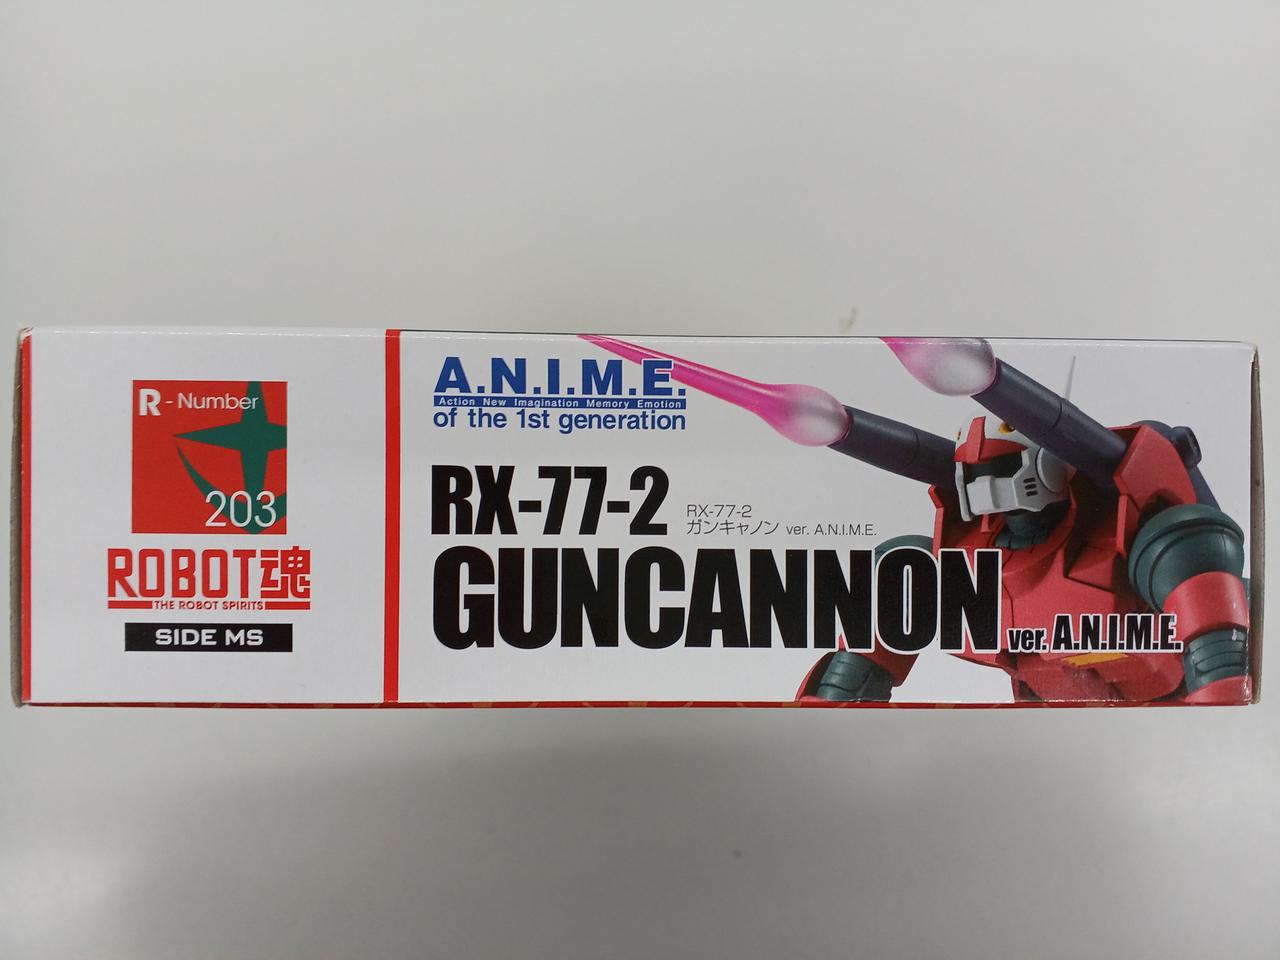 R - Number
203
ROBOT魂
THE ROBOT SPIRITS
SIDE MS
A.N.I.M.E.
Action New Imagination Memory Emotion
of the 1st generation
RX-77-2
RX-77-2
ガンキャノン ver. A.N.I.M.E.
GUNCANNON ver. A.N.I.M.E.